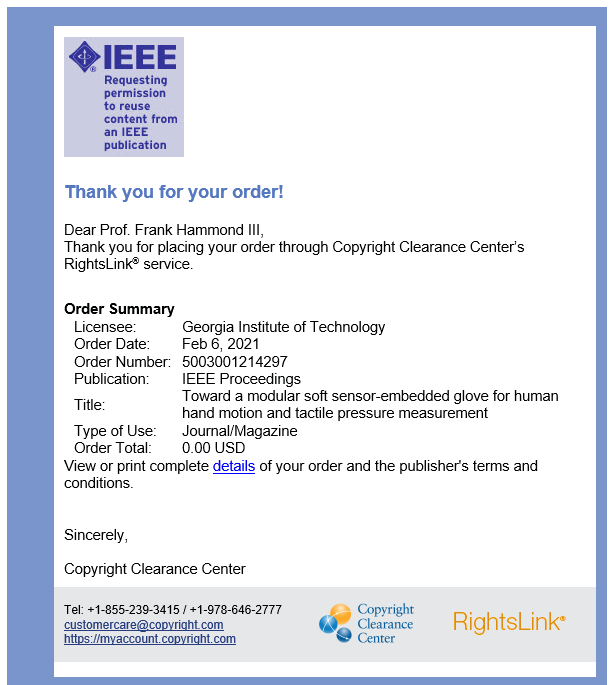 IEEE
®
Requesting
permission
to reuse
content from
an IEEE
publication
Thank you for your order!
Dear Prof. Frank Hammond III,
Thank you for placing your order through Copyright Clearance Center's
RightsLink® service.
Order Summary
Licensee: Georgia Institute of Technology
Order Date: Feb 6, 2021
Order Number: 5003001214297
Publication: IEEE Proceedings
Title: Toward a modular soft sensor-embedded glove for human
hand motion and tactile pressure measurement
Type of Use: Journal/Magazine
Order Total: 0.00 USD
View or print complete details of your order and the publisher's terms and
conditions.
Sincerely,
Copyright Clearance Center
Tel: +1-855-239-3415 / +1-978-646-2777
customercare@copyright.com
https://myaccount.copyright.com
Copyright
Clearance
Center
RightsLink®